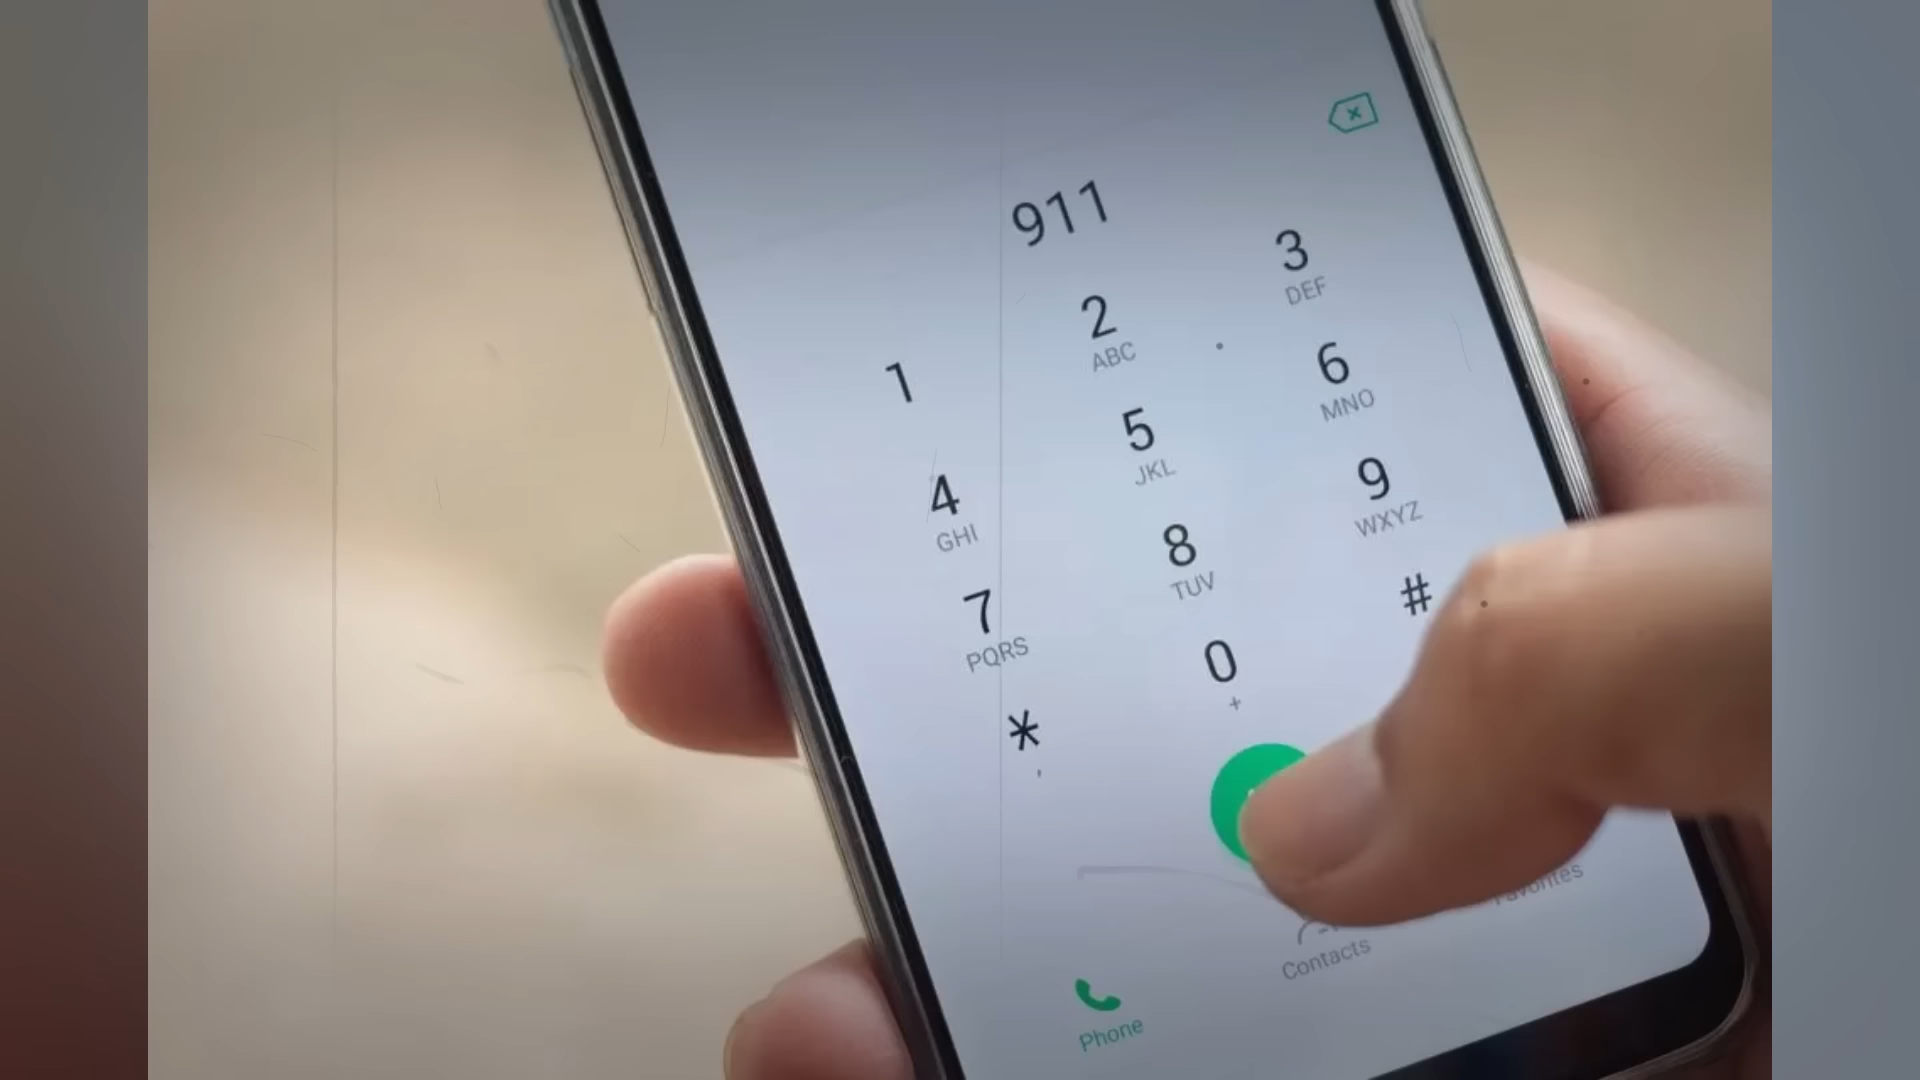 911
1
2
ABC
3
DEF
4
GHI
5
JKL
6
MNO
7
PQRS
8
TUV
9
WXYZ
*
,
0
+
#
Phone
Contacts
Favorites